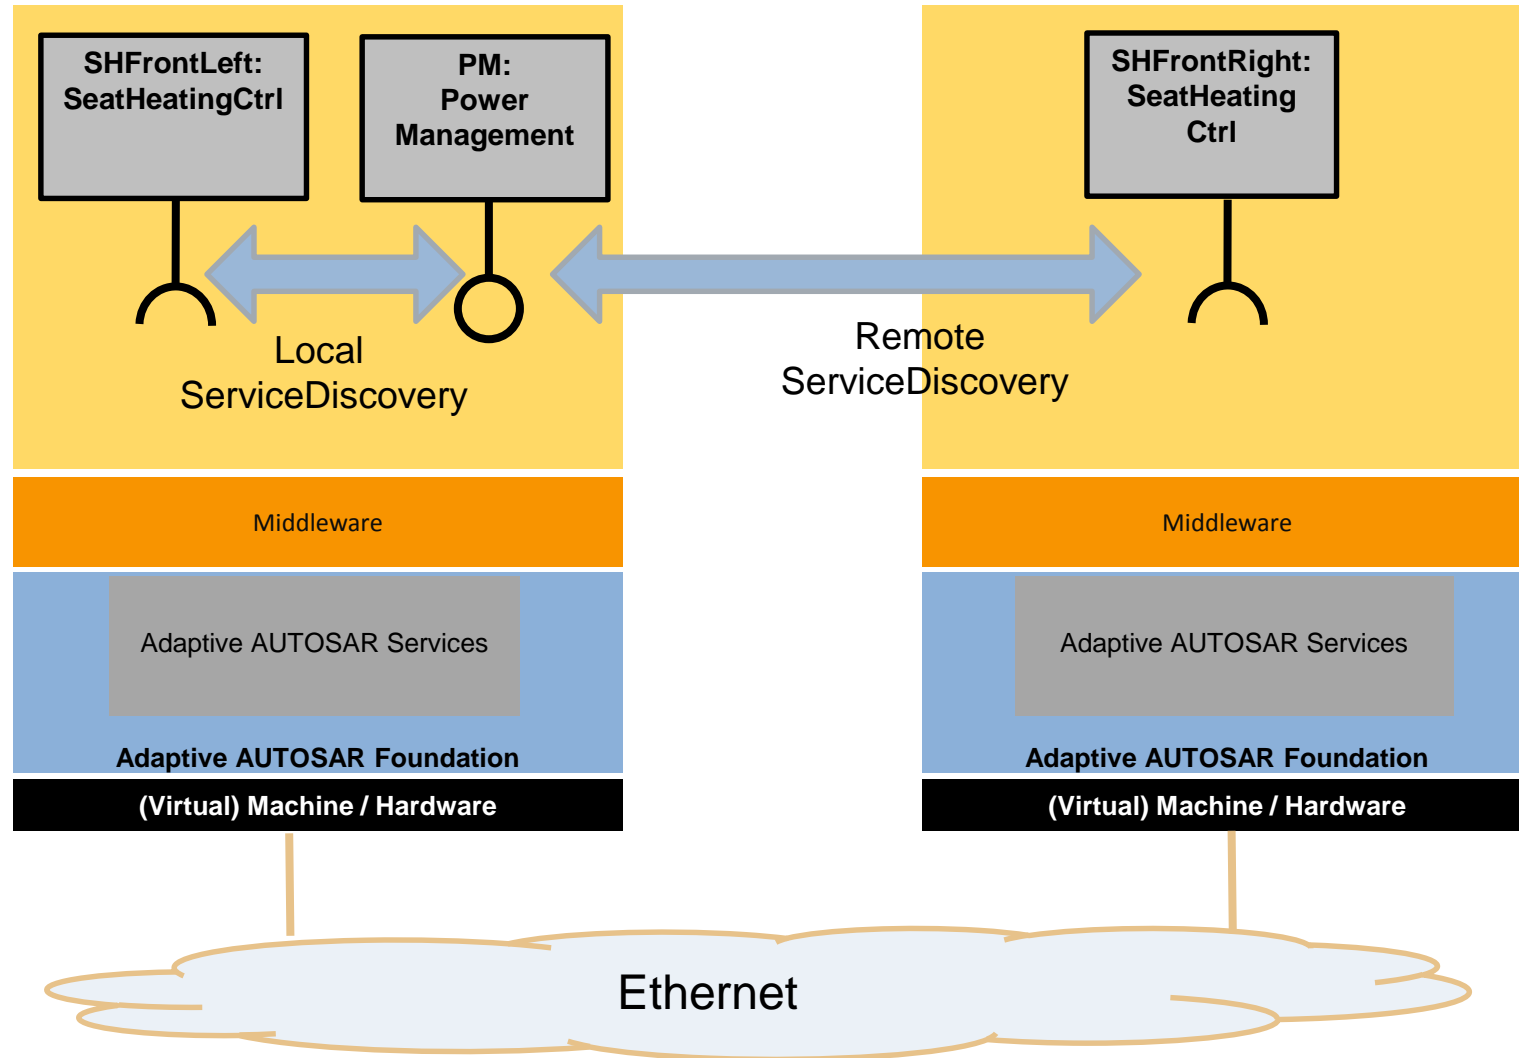 SHFrontLeft:
SeatHeatingCtrl
PM:
Power
Management
SHFrontRight:
SeatHeating
Ctrl
Local
ServiceDiscovery
Remote
ServiceDiscovery
Middleware
Middleware
Adaptive AUTOSAR Services
Adaptive AUTOSAR Services
Adaptive AUTOSAR Foundation
Adaptive AUTOSAR Foundation
(Virtual) Machine / Hardware
(Virtual) Machine / Hardware
Ethernet